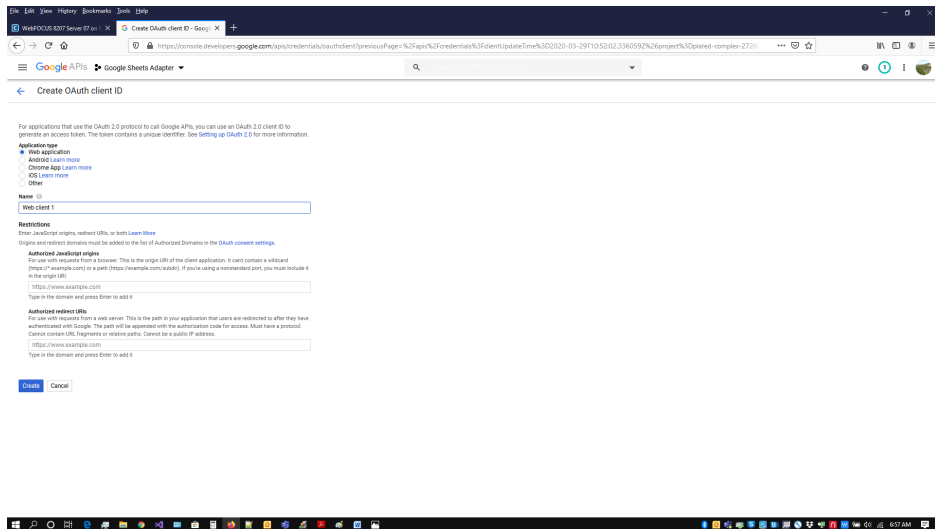 File Edit View History Bookmarks Tools Help
WebFOCUS 8207 Server 07 on
Create OAuth client ID - Googl
https://console.developers.google.com/apis/credentials/oauthclient?previousPage=%2Fapis%2Fcredentials%3FclientUpdateTime%3D2020-03-29T10:52:02.336059Z%26project%3Dplated-complex-2726
Google APIs Google Sheets Adapter
1
Create OAuth client ID
For applications that use the OAuth 2.0 protocol to call Google APIs, you can use an OAuth 2.0 client ID to
generate an access token. The token contains a unique identifier. See Setting up OAuth 2.0 for more information.
Application type
Web application
Android Learn more
Chrome App Learn more
iOS Learn more
Other
Name
Web client 1
Restrictions
Enter JavaScript origins, redirect URIs, or both Learn More
Origins and redirect domains must be added to the list of Authorized Domains in the OAuth consent settings.
Authorized JavaScript origins
For use with requests from a browser. This is the origin URI of the client application. It can't contain a wildcard
(https://*.example.com) or a path (https://example.com/subdir). If you're using a nonstandard port, you must include it
in the origin URI.
https://www.example.com
Type in the domain and press Enter to add it
Authorized redirect URIs
For use with requests from a web server. This is the path in your application that users are redirected to after they have
authenticated with Google. The path will be appended with the authorization code for access. Must have a protocol.
Cannot contain URL fragments or relative paths. Cannot be a public IP address.
https://www.example.com
Type in the domain and press Enter to add it
Create Cancel
6:57 AM